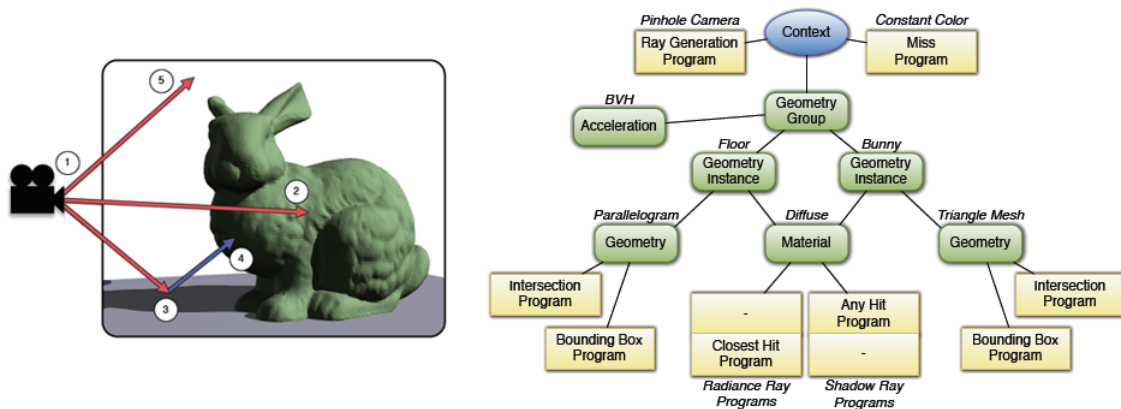 5
1
2
4
3
Pinhole Camera
Ray Generation
Program
Context
Constant Color
Miss
Program
BVH
Acceleration
Geometry
Group
Floor
Geometry
Instance
Bunny
Geometry
Instance
Parallelogram
Geometry
Diffuse
Material
Triangle Mesh
Geometry
Intersection
Program
Bounding Box
Program
-
Closest Hit
Program
Radiance Ray
Programs
Any Hit
Program
-
Shadow Ray
Programs
Intersection
Program
Bounding Box
Program